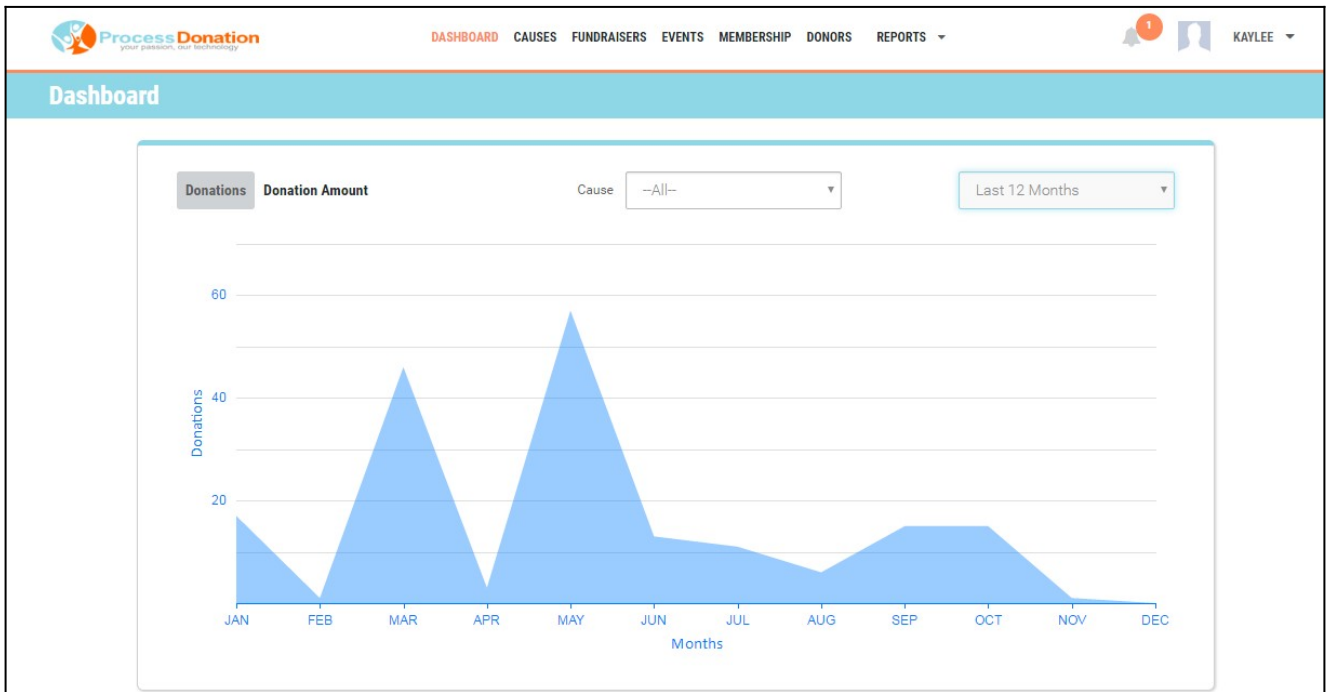 Process Donation
your passion, our technology
DASHBOARD CAUSES FUNDRAISERS EVENTS MEMBERSHIP DONORS REPORTS
1
KAYLEE
Dashboard
Donations Donation Amount Cause --All-- Last 12 Months
60
40
20
Donations
JAN FEB MAR APR MAY JUN JUL AUG SEP OCT NOV DEC
Months